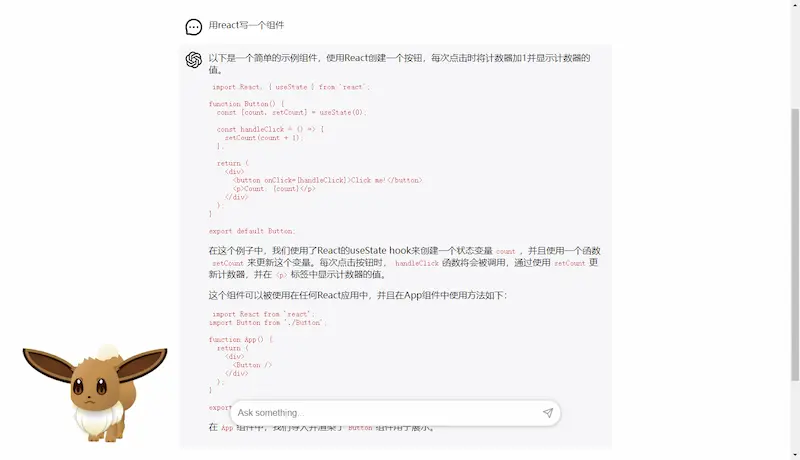 用react写一个组件
以下是一个简单的示例组件，使用React创建一个按钮，每次点击时将计数器加1并显示计数器的
值。
import React, { useState } from `react`;
function Button() {
const [count, setCount] = useState(0);
const handleClick = () => {
setCount(count + 1);
};
return (
<div>
<button onClick={handleClick}>Click me!</button>
<p>Count: {count}</p>
</div>
);
}
export default Button;
在这个例子中，我们使用了React的useState hook来创建一个状态变量 count ，并且使用一个函数
setCount 来更新这个变量。每次点击按钮时， handleClick 函数将会被调用，通过使用 setCount 更
新计数器，并在 <p> 标签中显示计数器的值。
这个组件可以被使用在任何React应用中，并且在App组件中使用方法如下：
import React from `react`;
import Button from `./Button`;
function App() {
return (
<div>
<Button />
</div>
);
}
export
Ask something...
在 App 组件中，我们导入并渲染了 Button 组件用于展示。